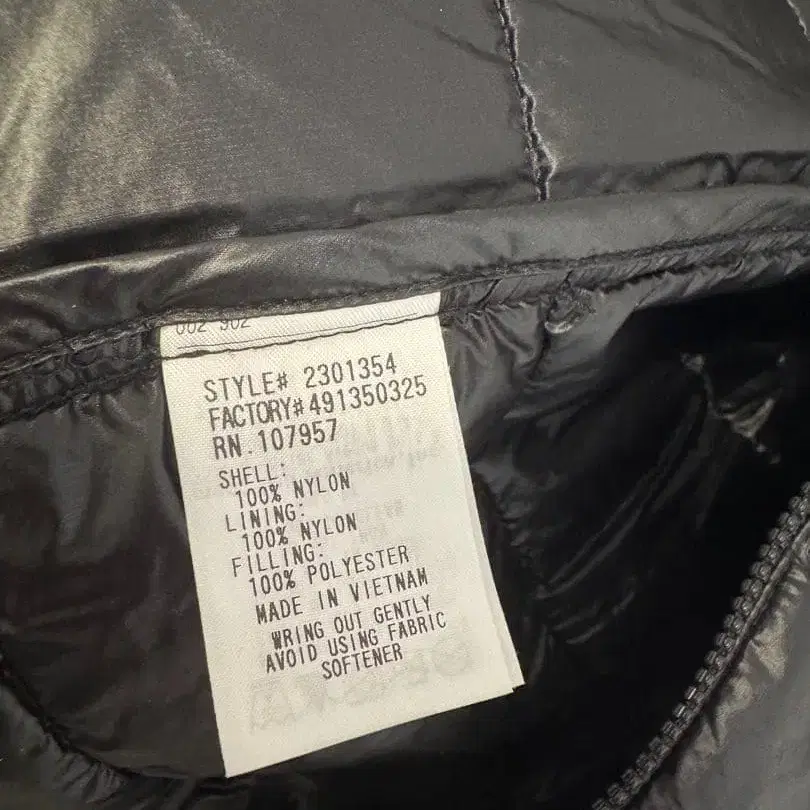 STYLE# 2301354
FACTORY#491350325
RN.107957
SHELL:
100% NYLON
LINING:
100% NYLON
FILLING:
100% POLYESTER
MADE IN VIETNAM
WRING OUT GENTLY
AVOID USING FABRIC
SOFTENER